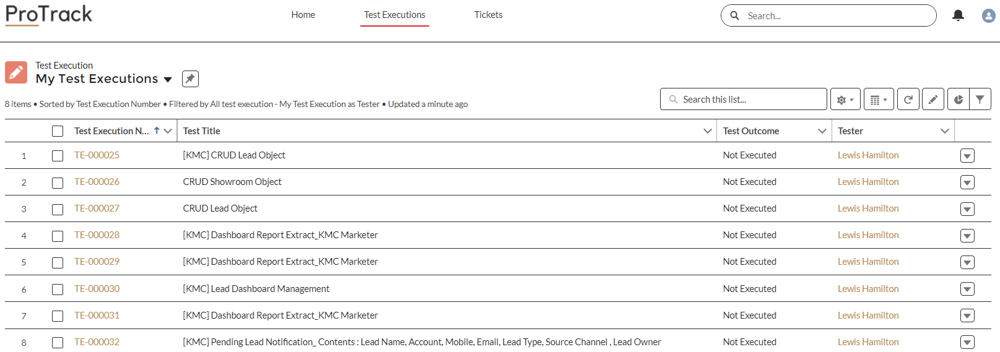 ProTrack
Home Test Executions Tickets Search...
Test Execution
My Test Executions
8 items • Sorted by Test Execution Number • Filtered by All test execution - My Test Execution as Tester • Updated a minute ago
Search this list...
Test Execution N... Test Title Test Outcome Tester
1 TE-000025 [KMC] CRUD Lead Object Not Executed Lewis Hamilton
2 TE-000026 CRUD Showroom Object Not Executed Lewis Hamilton
3 TE-000027 CRUD Lead Object Not Executed Lewis Hamilton
4 TE-000028 [KMC] Dashboard Report Extract_KMC Marketer Not Executed Lewis Hamilton
5 TE-000029 [KMC] Dashboard Report Extract_KMC Marketer Not Executed Lewis Hamilton
6 TE-000030 [KMC] Lead Dashboard Management Not Executed Lewis Hamilton
7 TE-000031 [KMC] Dashboard Report Extract_KMC Marketer Not Executed Lewis Hamilton
8 TE-000032 [KMC] Pending Lead Notification_ Contents : Lead Name, Account, Mobile, Email, Lead Type, Source Channel , Lead Owner Not Executed Lewis Hamilton